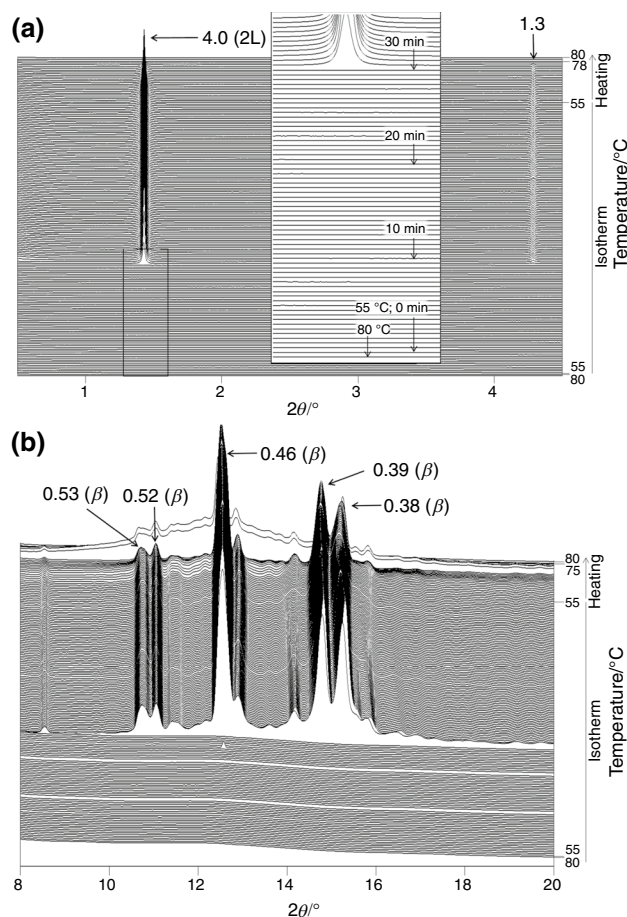 (a)
4.0 (2L)
1.3
30 min
20 min
10 min
55 °C; 0 min
80 °C
80
78
55
55
80
Heating
Isotherm
Temperature/°C
1
2
3
4
2θ/°
(b)
0.53 (β)
0.52 (β)
0.46 (β)
0.39 (β)
0.38 (β)
80
75
55
55
80
Heating
Isotherm
Temperature/°C
8
10
12
14
16
18
20
2θ/°